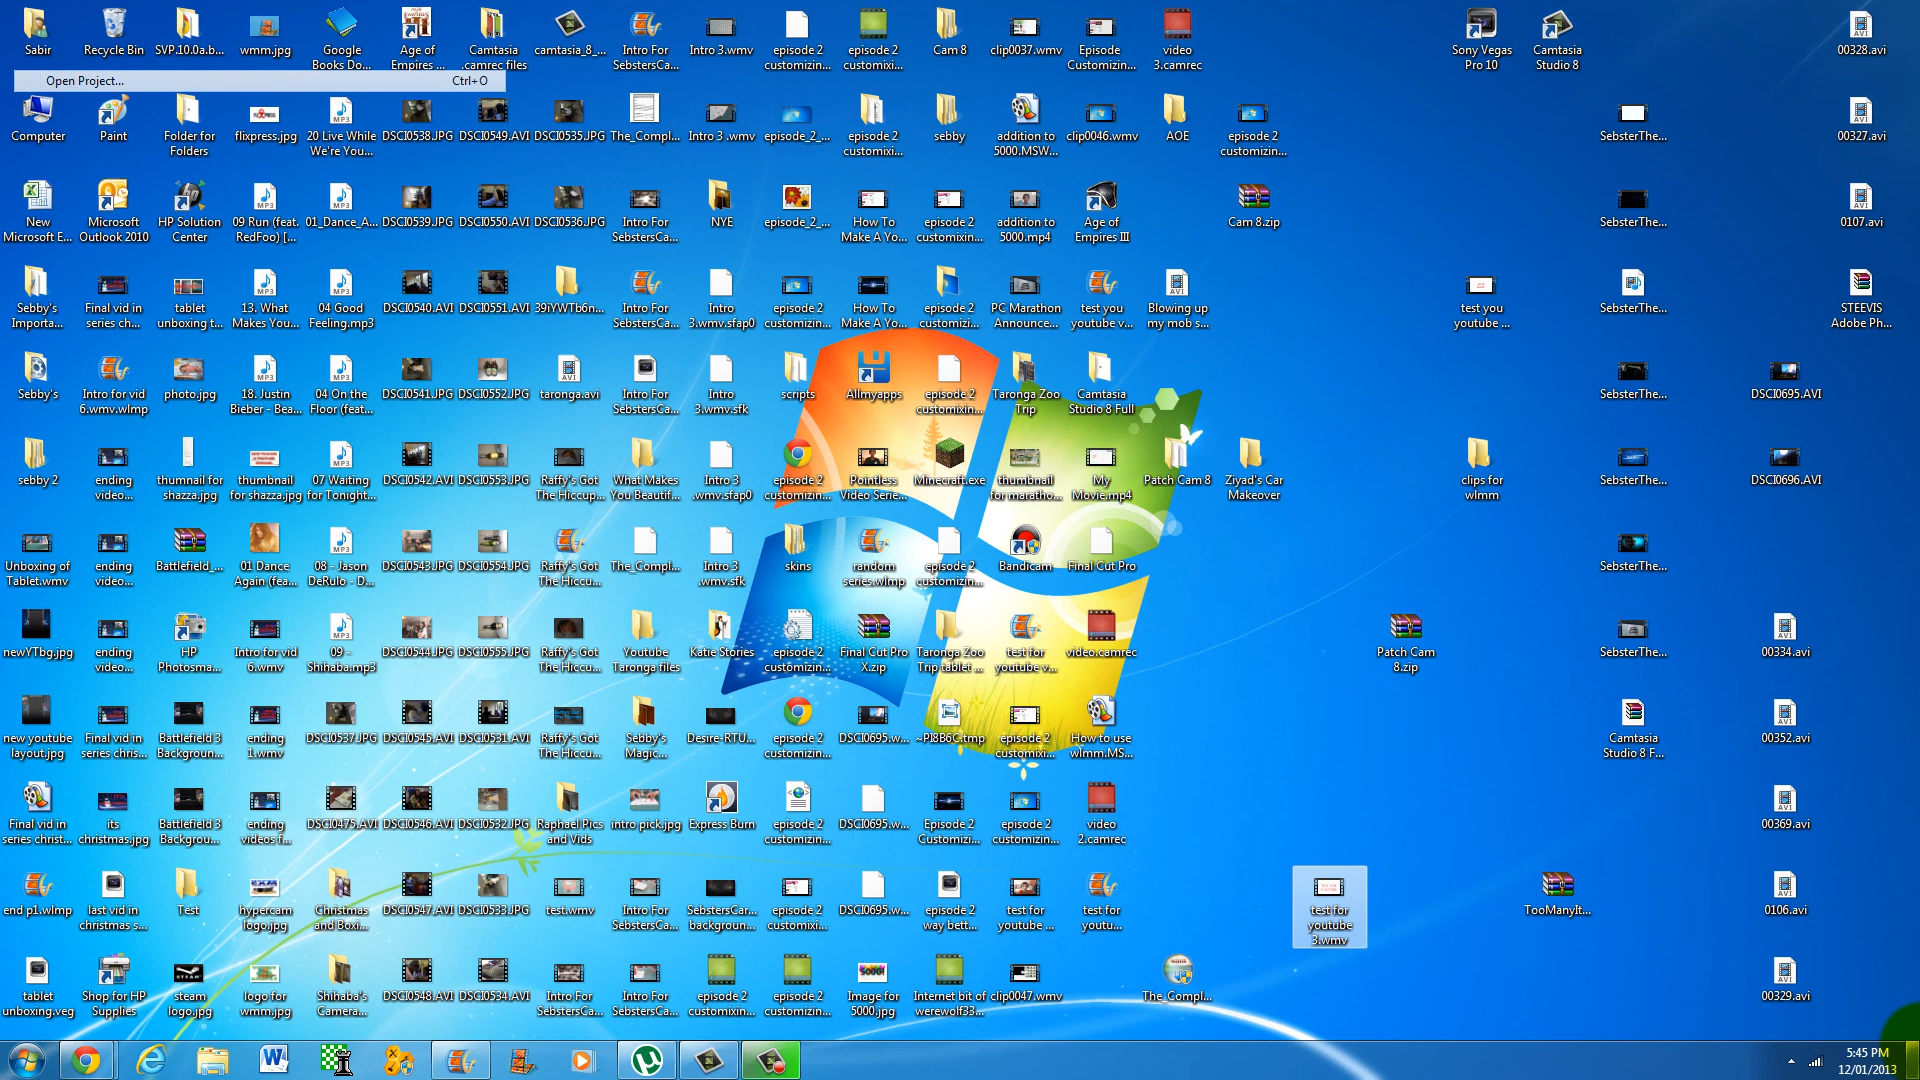 Sabir
Recycle Bin
SVP.10.0a.b...
wmm.jpg
Google
Books Do...
Age of
Empires ...
Camtasia
.camrec files
camtasia_8_...
Intro For
SebstersCa...
Intro 3.wmv
episode 2
customizin...
episode 2
customixi...
Cam 8
clip0037.wmv
Episode
Customizin...
video
3.camrec
Sony Vegas
Pro 10
Camtasia
Studio 8
00328.avi
Open Project...
Ctrl+O
Computer
Paint
Folder for
Folders
flixpress.jpg
20 Live While
We're You...
DSCI0538.JPG
DSCI0549.AVI
DSCI0535.JPG
The_Compl...
Intro 3 .wmv
episode_2_...
episode 2
customixi...
sebby
addition to
5000.MSW...
clip0046.wmv
AOE
episode 2
customizin...
SebsterThe...
00327.avi
New
Microsoft E...
Microsoft
Outlook 2010
HP Solution
Center
09 Run (feat.
RedFoo) [...
01_Dance_A...
DSCI0539.JPG
DSCI0550.AVI
DSCI0536.JPG
Intro For
SebstersCa...
NYE
episode_2_...
How To
Make A Yo...
episode 2
customixin...
addition to
5000.mp4
Age of
Empires III
Cam 8.zip
SebsterThe...
0107.avi
Sebby's
Importa...
Final vid in
series ch...
tablet
unboxing t...
13. What
Makes You...
04 Good
Feeling.mp3
DSCI0540.AVI
DSCI0551.AVI
39iYWTb6n...
Intro For
SebstersCa...
Intro
3.wmv.sfap0
episode 2
customizin...
How To
Make A Yo...
episode 2
customizi...
PC Marathon
Announce...
test you
youtube v...
Blowing up
my mob s...
test you
youtube ...
SebsterThe...
STEEVIS
Adobe Ph...
Sebby's
Intro for vid
6.wmv.wlmp
photo.jpg
18. Justin
Bieber - Bea...
04 On the
Floor (feat...
DSCI0541.JPG
DSCI0552.JPG
taronga.avi
Intro For
SebstersCa...
Intro
3.wmv.sfk
scripts
Allmyapps
episode 2
customixin...
Taronga Zoo
Trip
Camtasia
Studio 8 Full
SebsterThe...
DSCI0695.AVI
sebby 2
ending
video...
thumnail for
shazza.jpg
thumbnail
for shazza.jpg
07 Waiting
for Tonight...
DSCI0542.AVI
DSCI0553.JPG
Raffy's Got
The Hiccup...
What Makes
You Beautif...
Intro 3
.wmv.sfap0
episode 2
customizin...
Pointless
Video Serie...
Minecraft.exe
thumbnail
for maratho...
My
Movie.mp4
Patch Cam 8
Ziyad's Car
Makeover
clips for
wlmm
SebsterThe...
DSCI0696.AVI
Unboxing of
Tablet.wmv
ending
video...
Battlefield_...
01 Dance
Again (fea...
08 - Jason
DeRulo - D...
DSCI0543.JPG
DSCI0554.JPG
Raffy's Got
The Hiccu...
The_Compl...
Intro 3
.wmv.sfk
skins
random
series.wlmp
episode 2
customizin...
Bandicam
Final Cut Pro
SebsterThe...
newYTbg.jpg
ending
video...
HP
Photosma...
Intro for vid
6.wmv
09 -
Shihaba.mp3
DSCI0544.JPG
DSCI0555.JPG
Raffy's Got
The Hiccu...
Youtube
Taronga files
Katie Stories
episode 2
customizin...
Final Cut Pro
X.zip
Taronga Zoo
Trip tablet ...
test for
youtube v...
video.camrec
Patch Cam
8.zip
SebsterThe...
00334.avi
new youtube
layout.jpg
Final vid in
series chris...
Battlefield 3
Backgroun...
ending
1.wmv
DSCI0537.JPG
DSCI0545.AVI
DSCI0531.AVI
Raffy's Got
The Hiccu...
Sebby's
Magic...
Desire-RTU...
episode 2
customizin...
DSCI0695.w...
~PI8B6C.tmp
episode 2
customixi...
How to use
wlmm.MS...
Camtasia
Studio 8 F...
00352.avi
Final vid in
series christ...
its
christmas.jpg
Battlefield 3
Backgrou...
ending
videos f...
DSCI0475.AVI
DSCI0546.AVI
DSCI0532.JPG
Raphael Pics
and Vids
intro pick.jpg
Express Burn
episode 2
customizin...
DSCI0695.w...
Episode 2
Customizi...
episode 2
customizin...
video
2.camrec
00369.avi
end p1.wlmp
last vid in
christmas s...
Test
hypercam
logo.jpg
Christmas
and Boxi...
DSCI0547.AVI
DSCI0533.JPG
test.wmv
Intro For
SebstersCa...
SebstersCar...
backgroun...
episode 2
customixi...
DSCI0695.w...
episode 2
way bett...
test for
youtube ...
test for
youtu...
test for
youtube
3.wmv
TooManyIt...
0106.avi
tablet
unboxing.veg
Shop for HP
Supplies
steam
logo.jpg
logo for
wmm.jpg
Shihaba's
Camera...
DSCI0548.AVI
DSCI0534.AVI
Intro For
SebstersCa...
Intro For
SebstersCa...
episode 2
customixin...
episode 2
customizin...
Image for
5000.jpg
Internet bit of
werewolf33...
clip0047.wmv
The_Compl...
00329.avi
5:45 PM
12/01/2013